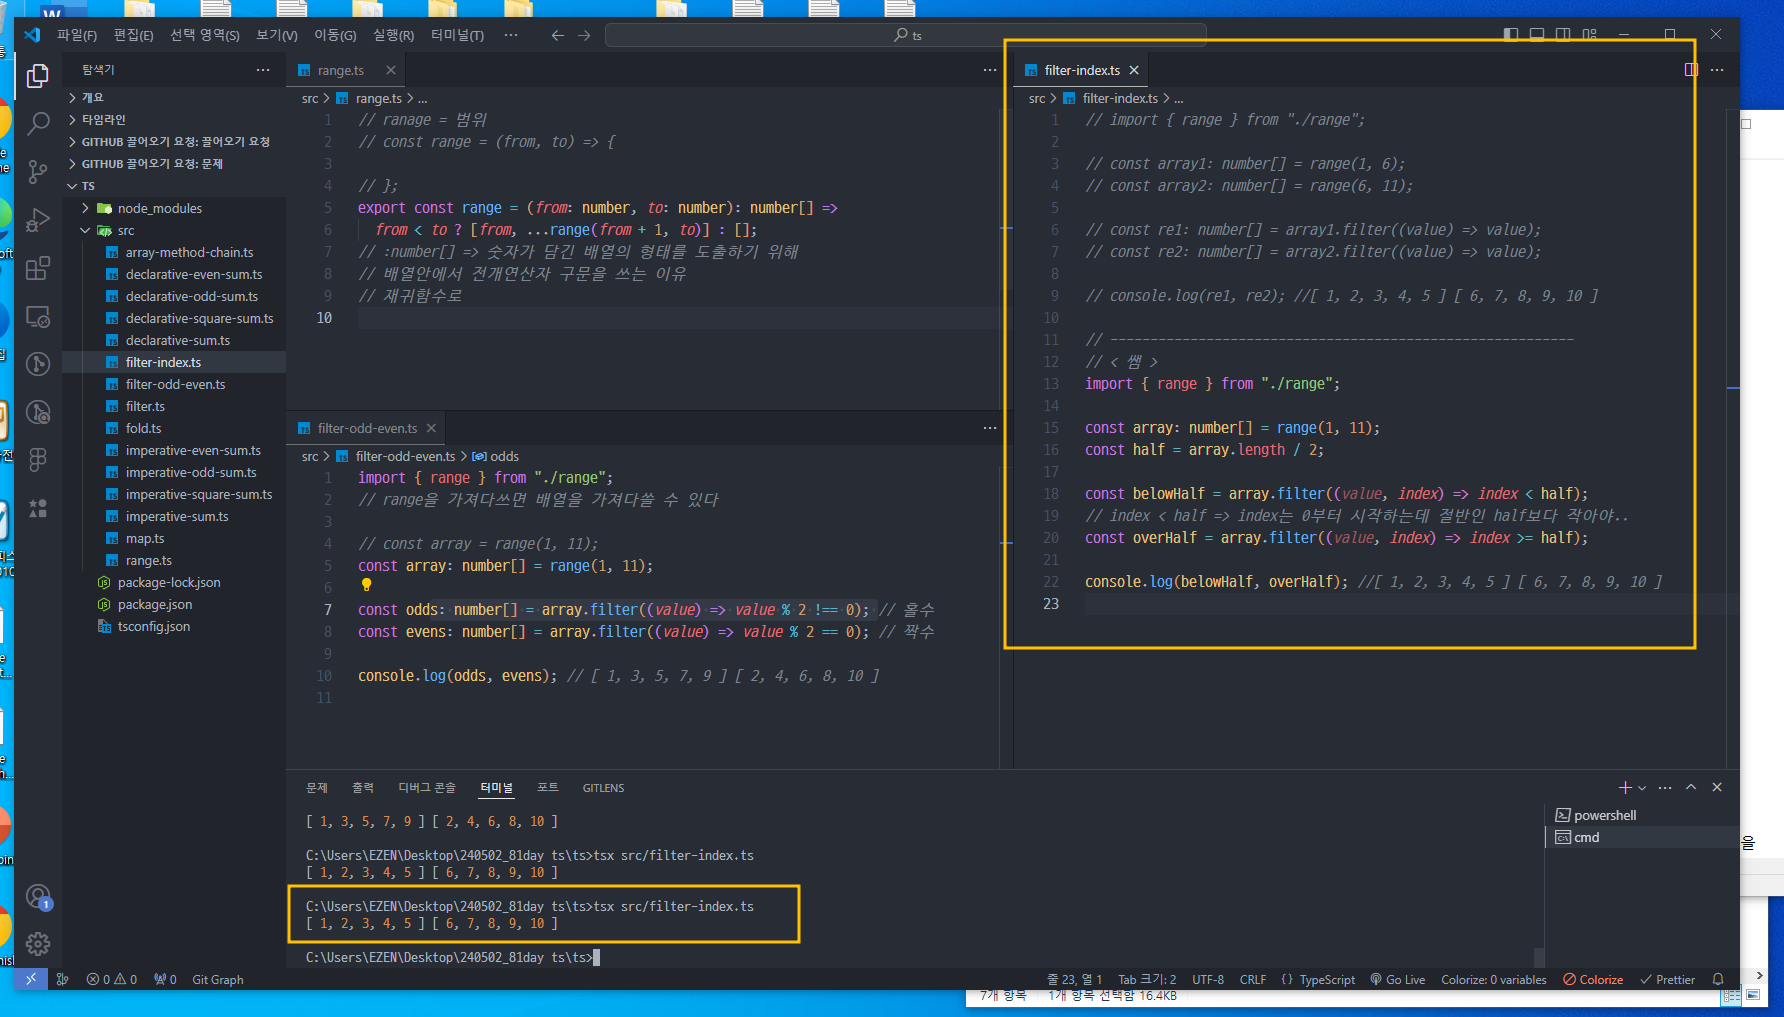 파일(F) 편집(E) 선택 영역(S) 보기(V) 이동(G) 실행(R) 터미널(T) ··· ts
탐색기 ···
개요
타임라인
GITHUB 끌어오기 요청: 끌어오기 요청
GITHUB 끌어오기 요청: 문제
TS
node_modules
src
array-method-chain.ts
declarative-even-sum.ts
declarative-odd-sum.ts
declarative-square-sum.ts
declarative-sum.ts
filter-index.ts
filter-odd-even.ts
filter.ts
fold.ts
imperative-even-sum.ts
imperative-odd-sum.ts
imperative-square-sum.ts
imperative-sum.ts
map.ts
range.ts
package-lock.json
package.json
tsconfig.json
range.ts
src > range.ts > ...
1 // ranage = 범위
2 // const range = (from, to) => {
3
4 // };
5 export const range = (from: number, to: number): number[] =>
6 from < to ? [from, ...range(from + 1, to)] : [];
7 // :number[] => 숫자가 담긴 배열의 형태를 도출하기 위해
8 // 배열안에서 전개연산자 구문을 쓰는 이유
9 // 재귀함수로
10
filter-odd-even.ts
src > filter-odd-even.ts > odds
1 import { range } from "./range";
2 // range을 가져다쓰면 배열을 가져다쓸 수 있다
3
4 // const array = range(1, 11);
5 const array: number[] = range(1, 11);
6
7 const odds: number[] = array.filter((value) => value % 2 !== 0); // 홀수
8 const evens: number[] = array.filter((value) => value % 2 == 0); // 짝수
9
10 console.log(odds, evens); // [ 1, 3, 5, 7, 9 ] [ 2, 4, 6, 8, 10 ]
11
filter-index.ts
src > filter-index.ts > ...
1 // import { range } from "./range";
2
3 // const array1: number[] = range(1, 6);
4 // const array2: number[] = range(6, 11);
5
6 // const re1: number[] = array1.filter((value) => value);
7 // const re2: number[] = array2.filter((value) => value);
8
9 // console.log(re1, re2); //[ 1, 2, 3, 4, 5 ] [ 6, 7, 8, 9, 10 ]
10
11 // ----------------------------------------------------------
12 // < 쌤 >
13 import { range } from "./range";
14
15 const array: number[] = range(1, 11);
16 const half = array.length / 2;
17
18 const belowHalf = array.filter((value, index) => index < half);
19 // index < half => index는 0부터 시작하는데 절반인 half보다 작아야..
20 const overHalf = array.filter((value, index) => index >= half);
21
22 console.log(belowHalf, overHalf); //[ 1, 2, 3, 4, 5 ] [ 6, 7, 8, 9, 10 ]
23
문제 출력 디버그 콘솔 터미널 포트 GITLENS
[ 1, 3, 5, 7, 9 ] [ 2, 4, 6, 8, 10 ]
C:\Users\EZEN\Desktop\240502_81day ts\ts>tsx src/filter-index.ts
[ 1, 2, 3, 4, 5 ] [ 6, 7, 8, 9, 10 ]
C:\Users\EZEN\Desktop\240502_81day ts\ts>tsx src/filter-index.ts
[ 1, 2, 3, 4, 5 ] [ 6, 7, 8, 9, 10 ]
C:\Users\EZEN\Desktop\240502_81day ts\ts>
powershell
cmd
을
1
0 0 0 Git Graph 줄 23, 열 1 Tab 크기: 2 UTF-8 CRLF {} TypeScript Go Live Colorize: 0 variables Colorize Prettier
7개 항목 1개 항목 선택함 16.4KB